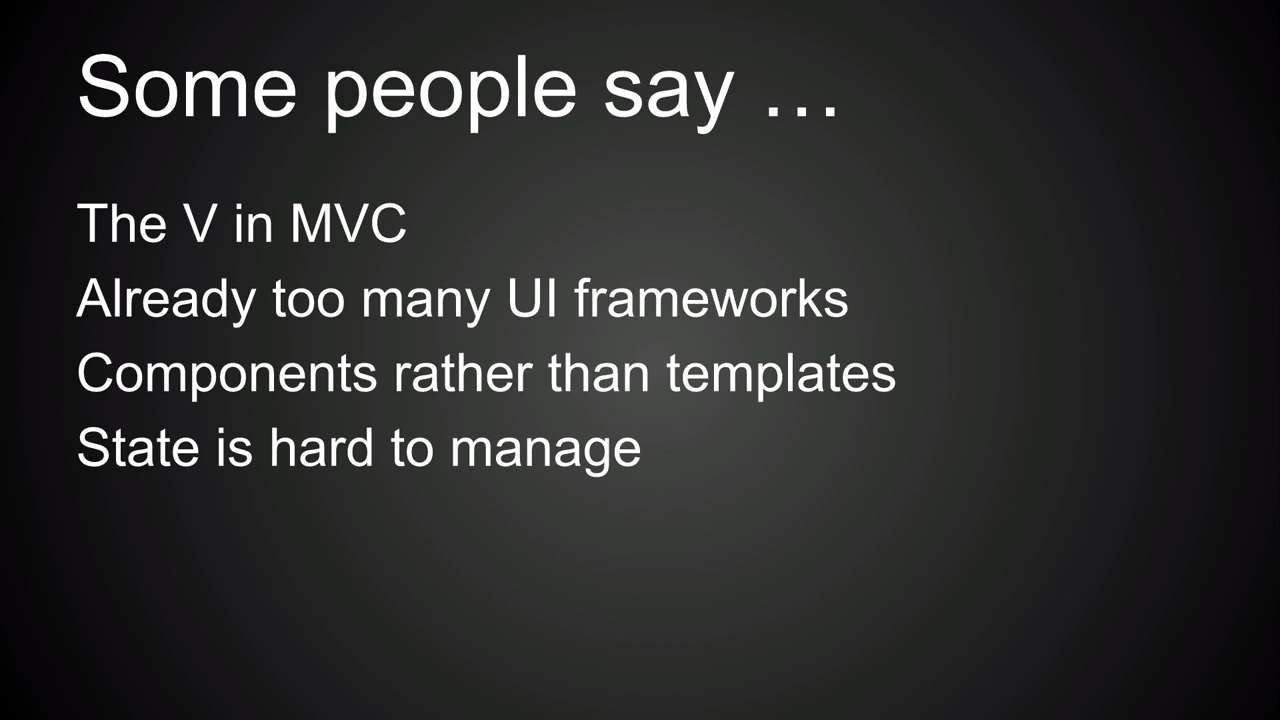 Some people say …
The V in MVC
Already too many UI frameworks
Components rather than templates
State is hard to manage